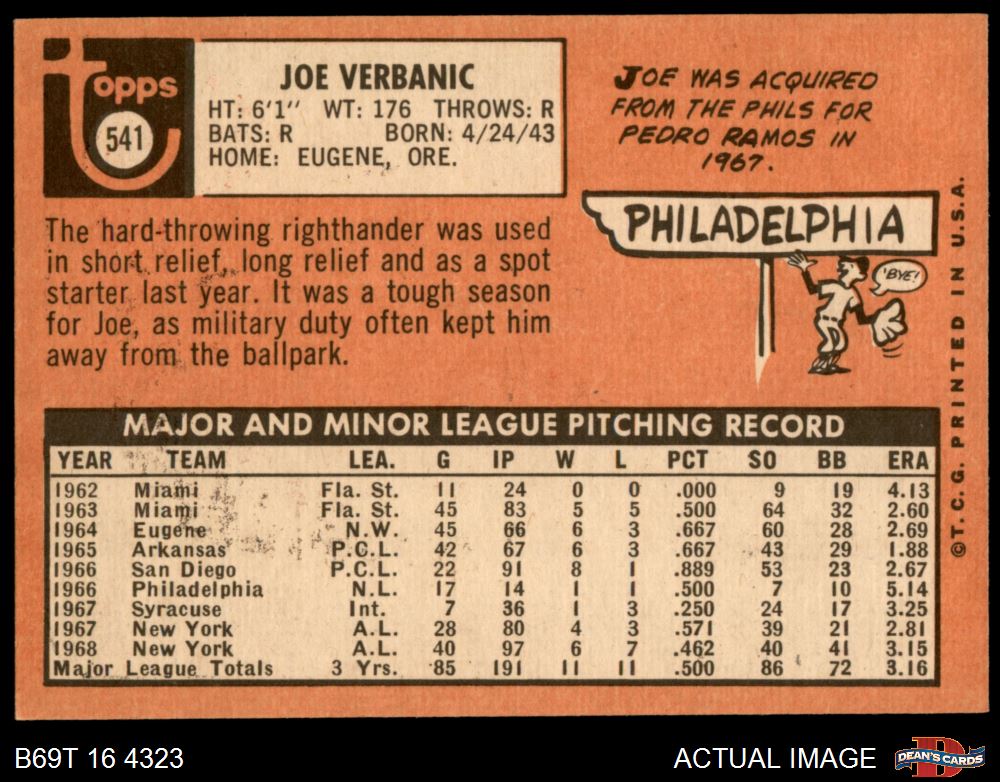 Topps
541
JOE VERBANIC
HT: 6'1" WT: 176 THROWS: R
BATS: R BORN: 4/24/43
HOME: EUGENE, ORE.
The hard-throwing righthander was used
in short relief, long relief and as a spot
starter last year. It was a tough season
for Joe, as military duty often kept him
away from the ballpark.
JOE WAS ACQUIRED
FROM THE PHILS FOR
PEDRO RAMOS IN
1967.
PHILADELPHIA
'BYE!
©T.C.G. PRINTED IN U.S.A.
MAJOR AND MINOR LEAGUE PITCHING RECORD
YEAR TEAM LEA. G IP W L PCT SO BB ERA
1962 Miami Fla. St. 11 24 0 0 .000 9 19 4.13
1963 Miami Fla. St. 45 83 5 5 .500 64 32 2.60
1964 Eugene N.W. 45 66 6 3 .667 60 28 2.69
1965 Arkansas P.C.L. 42 67 6 3 .667 43 29 1.88
1966 San Diego P.C.L. 22 91 8 1 .889 53 23 2.67
1966 Philadelphia N.L. 17 14 1 1 .500 7 10 5.14
1967 Syracuse Int. 7 36 1 3 .250 24 17 3.25
1967 New York A.L. 28 80 4 3 .571 39 21 2.81
1968 New York A.L. 40 97 6 7 .462 40 41 3.15
Major League Totals 3 Yrs. 85 191 11 11 .500 86 72 3.16
B69T 16 4323
ACTUAL IMAGE
D
DEAN'S CARDS